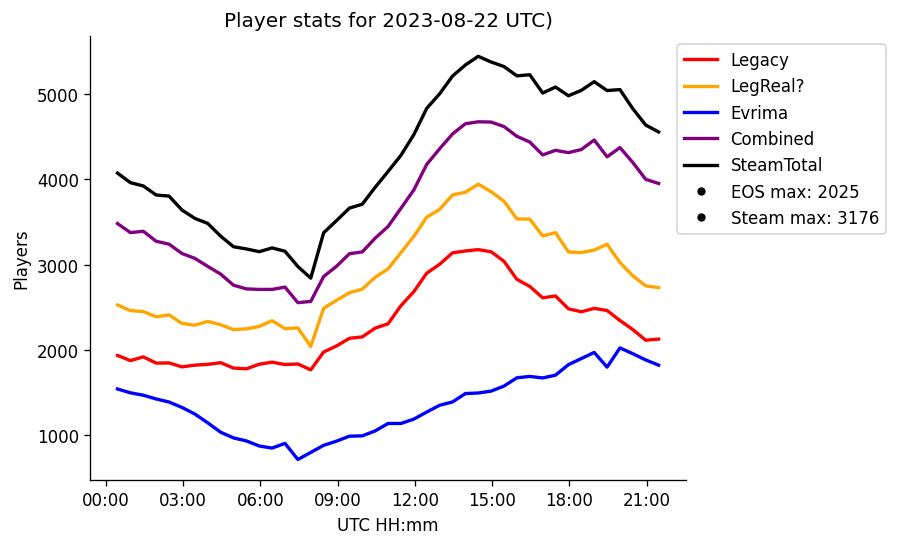 Player stats for 2023-08-22 UTC)
Players
5000
4000
3000
2000
1000
00:00 03:00 06:00 09:00 12:00 15:00 18:00 21:00
UTC HH:mm
Legacy
LegReal?
Evrima
Combined
SteamTotal
EOS max: 2025
Steam max: 3176